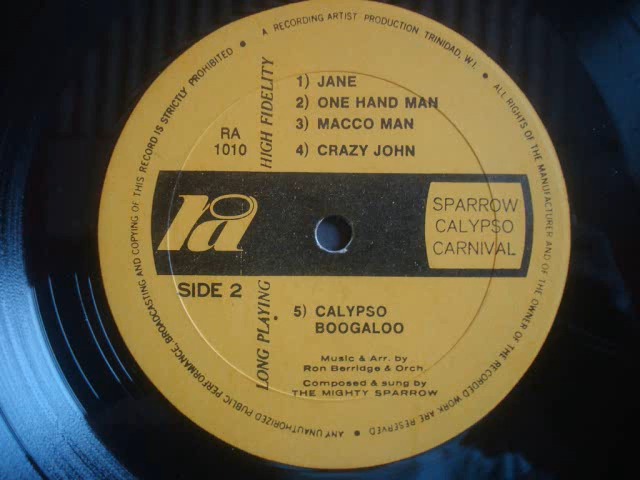 • A RECORDING ARTIST PRODUCTION TRINIDAD, W.I. •
ALL RIGHTS OF THE MANUFACTURER AND OF THE OWNER OF THE RECORDED WORK ARE RESERVED •
ANY UNAUTHORIZED PUBLIC PERFORMANCE, BROADCASTING AND COPYING OF THIS RECORD IS STRICTLY PROHIBITED
HIGH FIDELITY
1) JANE
2) ONE HAND MAN
3) MACCO MAN
4) CRAZY JOHN
RA
1010
ra
SPARROW
CALYPSO
CARNIVAL
SIDE 2
LONG PLAYING
5) CALYPSO
BOOGALOO
Music & Arr. by
Ron Berridge & Orch
Composed & sung by
THE MIGHTY SPARROW